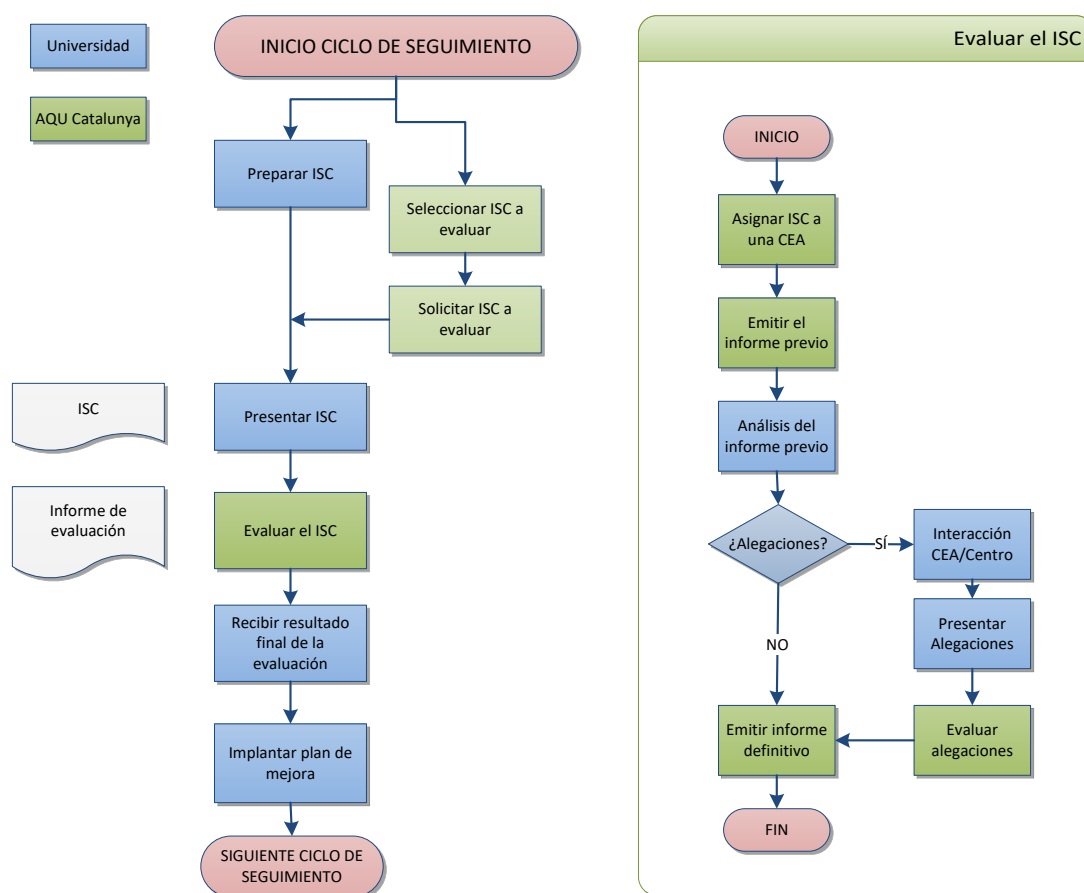 Universidad
AQU Catalunya
INICIO CICLO DE SEGUIMIENTO
Preparar ISC
Seleccionar ISC a
evaluar
Solicitar ISC a
evaluar
ISC
Presentar ISC
Informe de
evaluación
Evaluar el ISC
Recibir resultado
final de la
evaluación
Implantar plan de
mejora
SIGUIENTE CICLO DE
SEGUIMIENTO
Evaluar el ISC
INICIO
Asignar ISC a
una CEA
Emitir el
informe previo
Análisis del
informe previo
¿Alegaciones?
SÍ
Interacción
CEA/Centro
Presentar
Alegaciones
NO
Emitir informe
definitivo
Evaluar
alegaciones
FIN